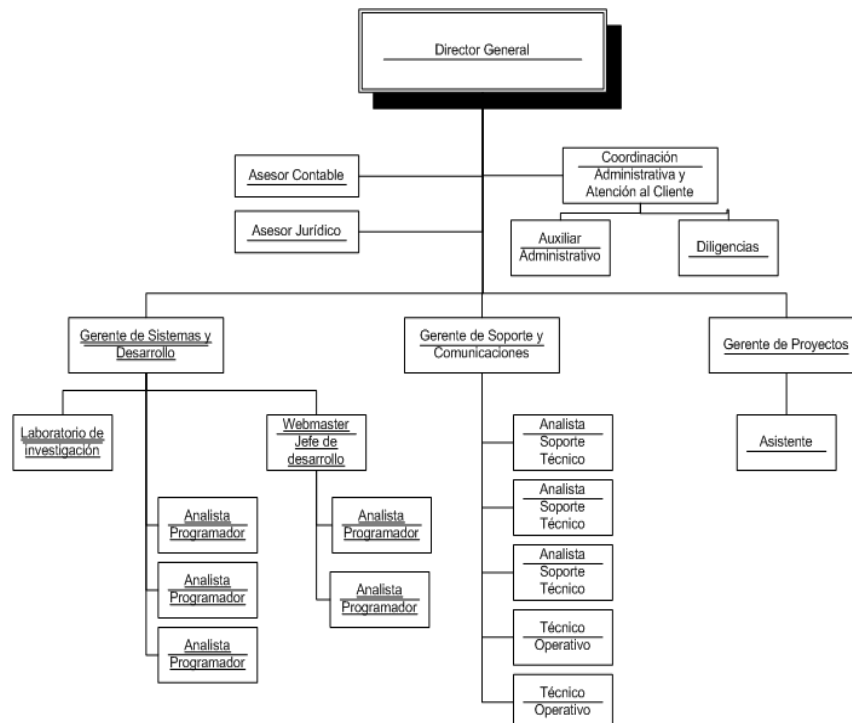 Director General
Asesor Contable
Coordinación
Administrativa y
Atención al Cliente
Asesor Jurídico
Auxiliar
Administrativo
Diligencias
Gerente de Sistemas y
Desarrollo
Gerente de Soporte y
Comunicaciones
Gerente de Proyectos
Laboratorio de
investigación
Webmaster
Jefe de
desarrollo
Analista
Programador
Analista
Programador
Analista
Programador
Analista
Programador
Analista
Programador
Analista
Soporte
Técnico
Analista
Soporte
Técnico
Analista
Soporte
Técnico
Técnico
Operativo
Técnico
Operativo
Asistente